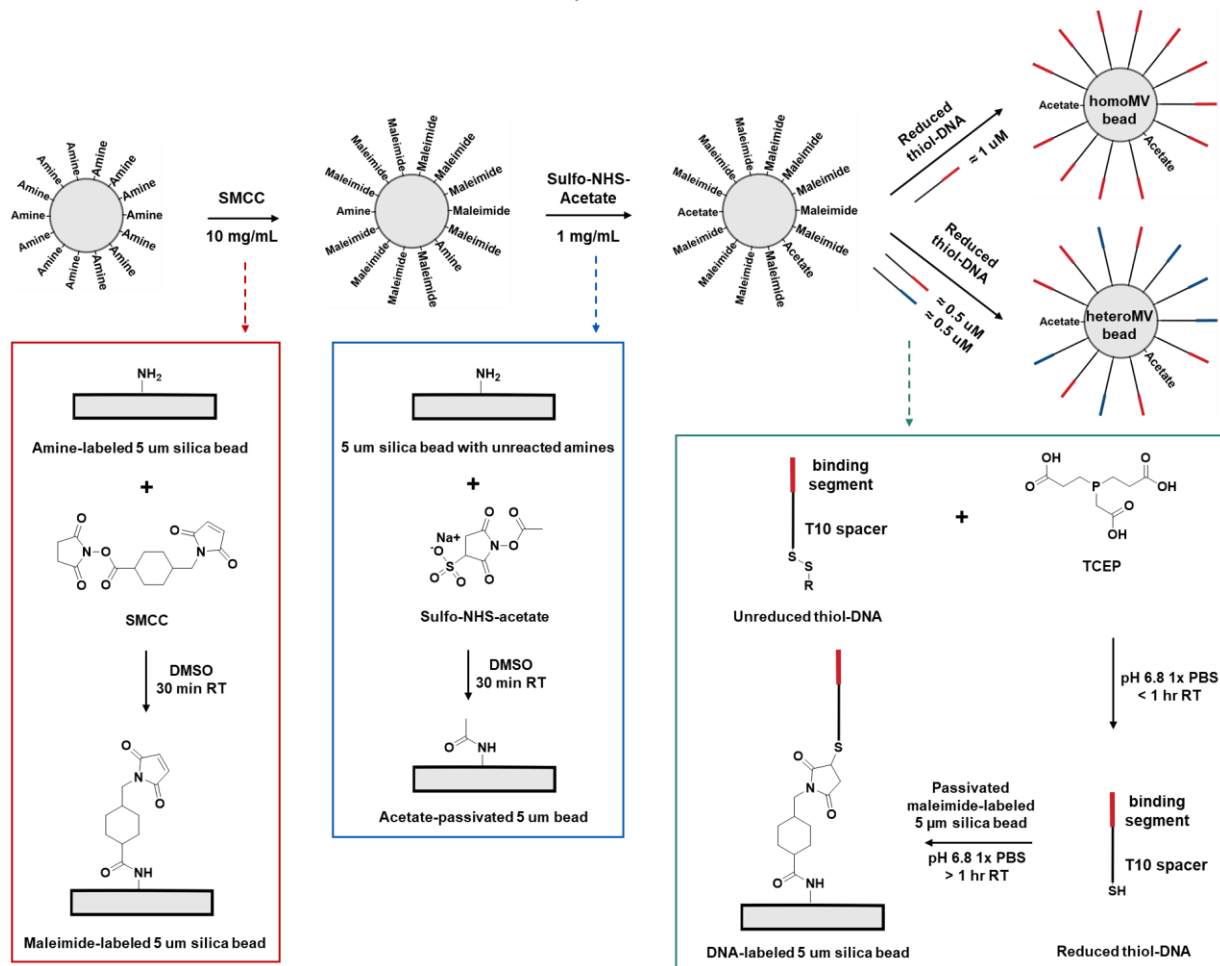 Amine
Amine
Amine
Amine
Amine
Amine
Amine
Amine
Amine
Amine
Amine
Amine
Amine
Amine
SMCC
10 mg/mL
Maleimide
Maleimide
Maleimide
Maleimide
Maleimide
Maleimide
Amine
Maleimide
Maleimide
Maleimide
Maleimide
Amine
Maleimide
Maleimide
Sulfo-NHS-
Acetate
1 mg/mL
Maleimide
Maleimide
Maleimide
Maleimide
Maleimide
Maleimide
Acetate
Maleimide
Maleimide
Maleimide
Maleimide
Acetate
Maleimide
Maleimide
Reduced
thiol-DNA
≈ 1 uM
homoMV
bead
Acetate
Acetate
Reduced
thiol-DNA
≈ 0.5 uM
≈ 0.5 uM
heteroMV
bead
Acetate
Acetate
NH2
Amine-labeled 5 um silica bead
+
O
N
O
O
O
O
N
O
SMCC
DMSO
30 min RT
O
N
O
O
NH
Maleimide-labeled 5 um silica bead
NH2
5 um silica bead with unreacted amines
+
Na+
-O
S
O
O
O
N
O
O
O
Sulfo-NHS-acetate
DMSO
30 min RT
O
NH
Acetate-passivated 5 um bead
binding
segment
T10 spacer
S
S
R
Unreduced thiol-DNA
+
OH
O
P
O
OH
O
OH
TCEP
pH 6.8 1x PBS
< 1 hr RT
binding
segment
T10 spacer
SH
Reduced thiol-DNA
Passivated
maleimide-labeled
5 µm silica bead
pH 6.8 1x PBS
> 1 hr RT
S
O
N
O
O
NH
DNA-labeled 5 um silica bead